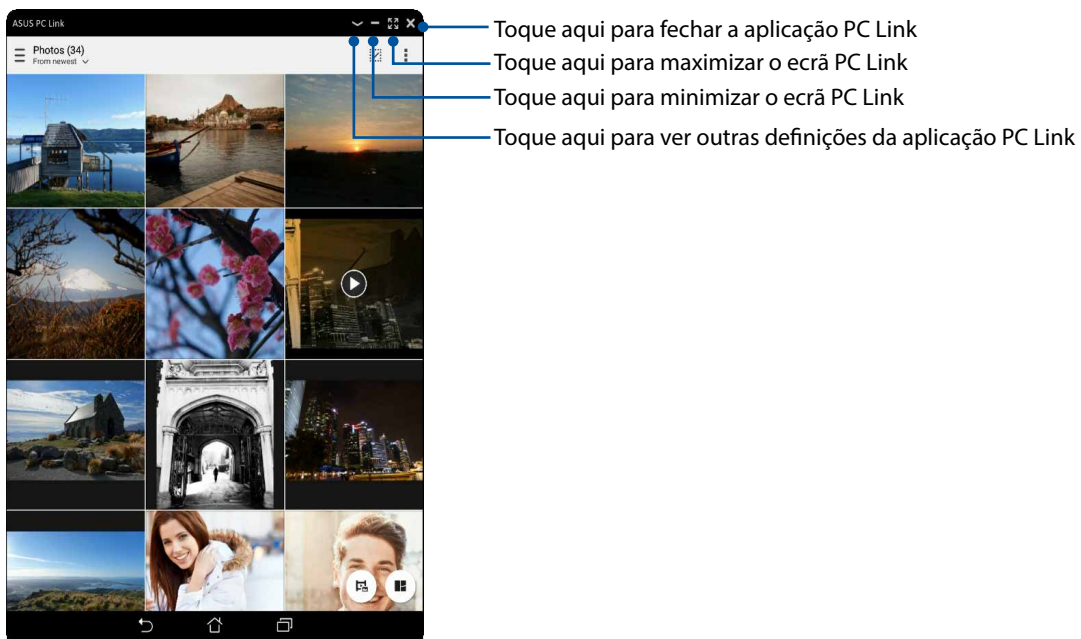 ASUS PC Link
Photos (34)
From newest
Toque aqui para fechar a aplicação PC Link
Toque aqui para maximizar o ecrã PC Link
Toque aqui para minimizar o ecrã PC Link
Toque aqui para ver outras definições da aplicação PC Link